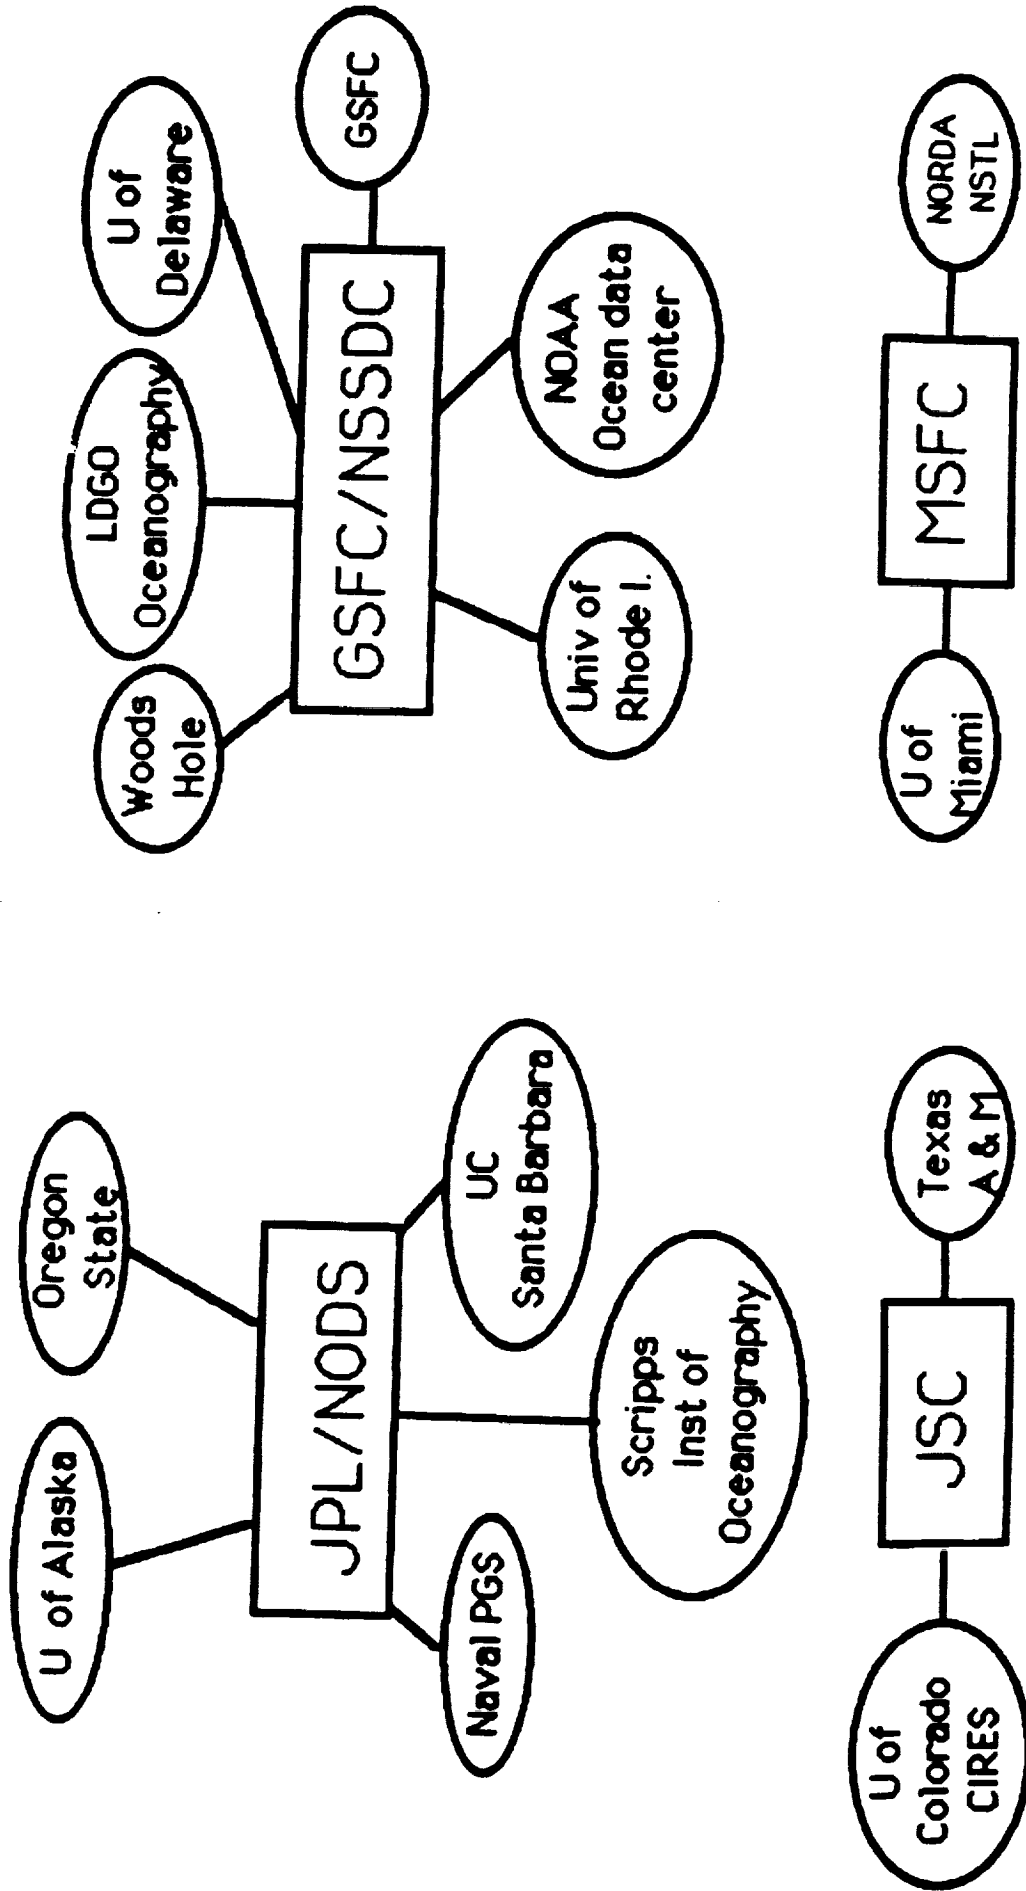 U of Alaska
Oregon
State
JPL/NODS
Naval PGS
Scripps
Inst of
Oceanography
UC
Santa Barbara
Woods
Hole
LDGO
Oceanography
U of
Delaware
GSFC/NSSDC
GSFC
Univ of
Rhode I.
NOAA
Ocean data
center
U of
Colorado
CIRES
JSC
Texas
A & M
U of
Miami
MSFC
NORDA
NSTL